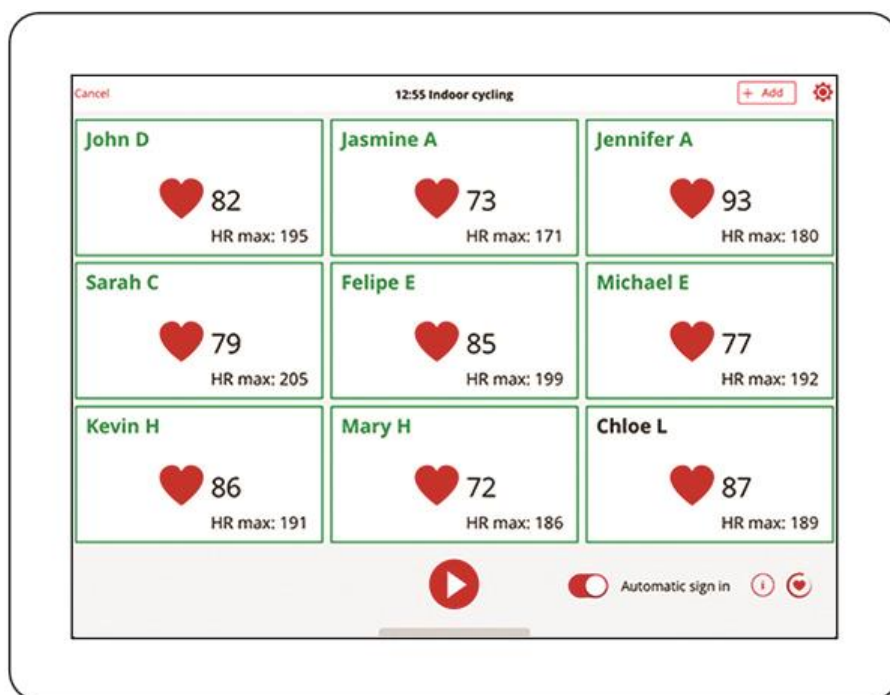 Cancel
12:55 Indoor cycling
+ Add
John D
82
HR max: 195
Jasmine A
73
HR max: 171
Jennifer A
93
HR max: 180
Sarah C
79
HR max: 205
Felipe E
85
HR max: 199
Michael E
77
HR max: 192
Kevin H
86
HR max: 191
Mary H
72
HR max: 186
Chloe L
87
HR max: 189
Automatic sign in
i